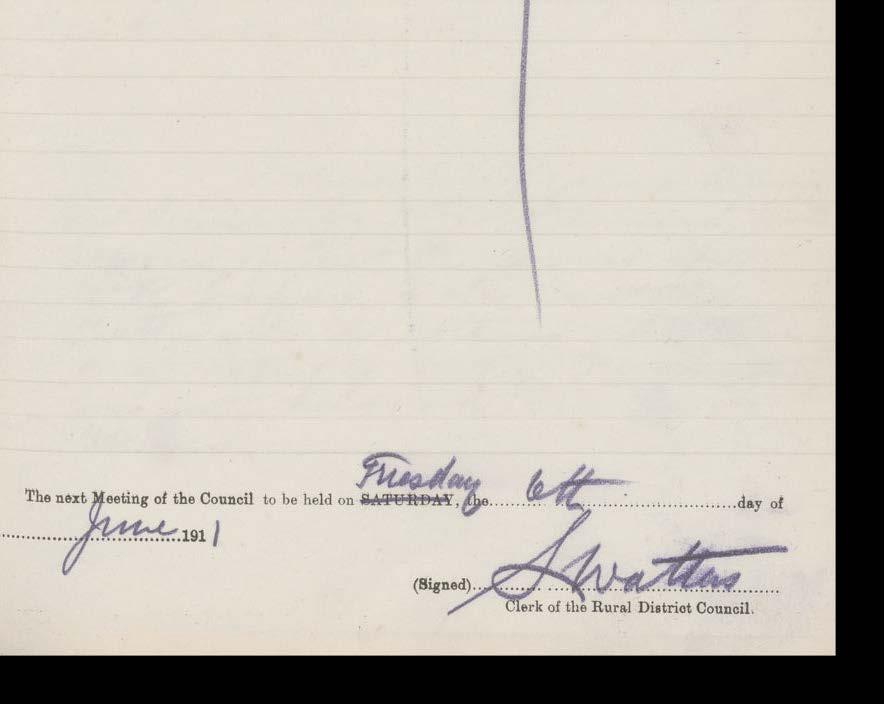 Tuesday
The next Meeting of the Council to be held on SATURDAY, the 6th day of
June 1911
(Signed) S Watters
Clerk of the Rural District Council.